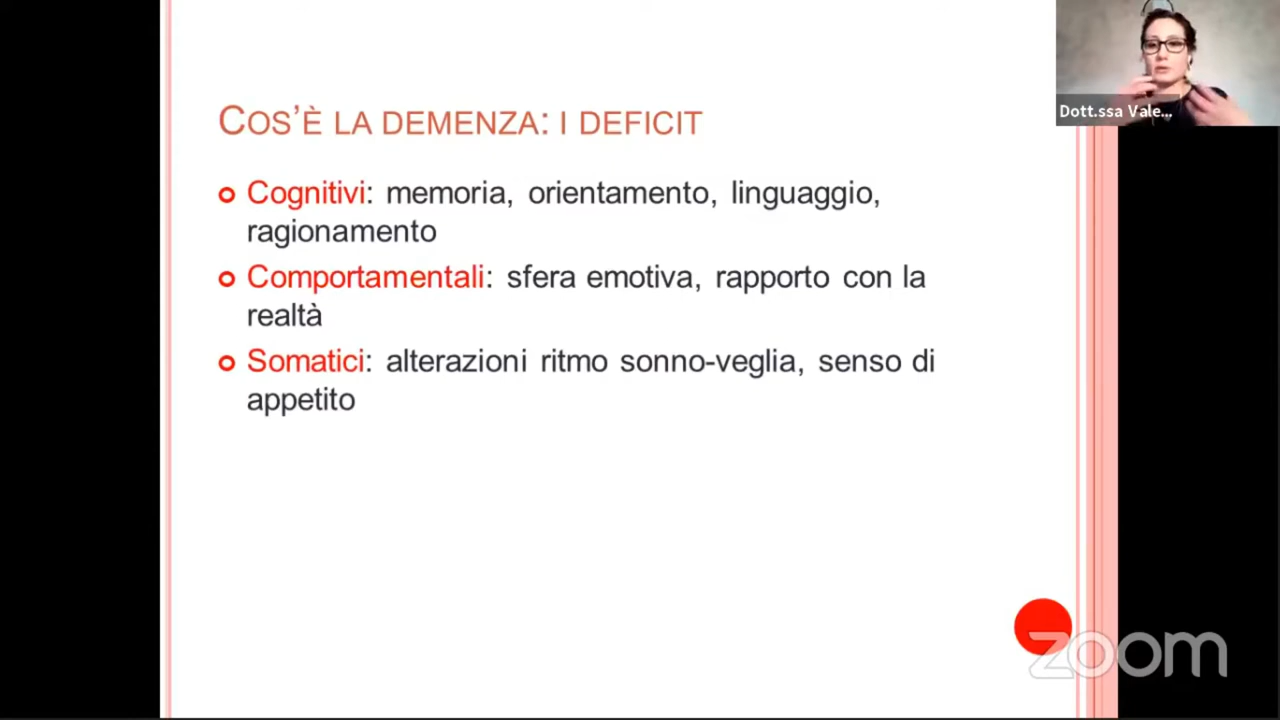 Dott.ssa Vale...
COS'È LA DEMENZA: I DEFICIT
Cognitivi: memoria, orientamento, linguaggio,
ragionamento
Comportamentali: sfera emotiva, rapporto con la
realtà
Somatici: alterazioni ritmo sonno-veglia, senso di
appetito
zoom